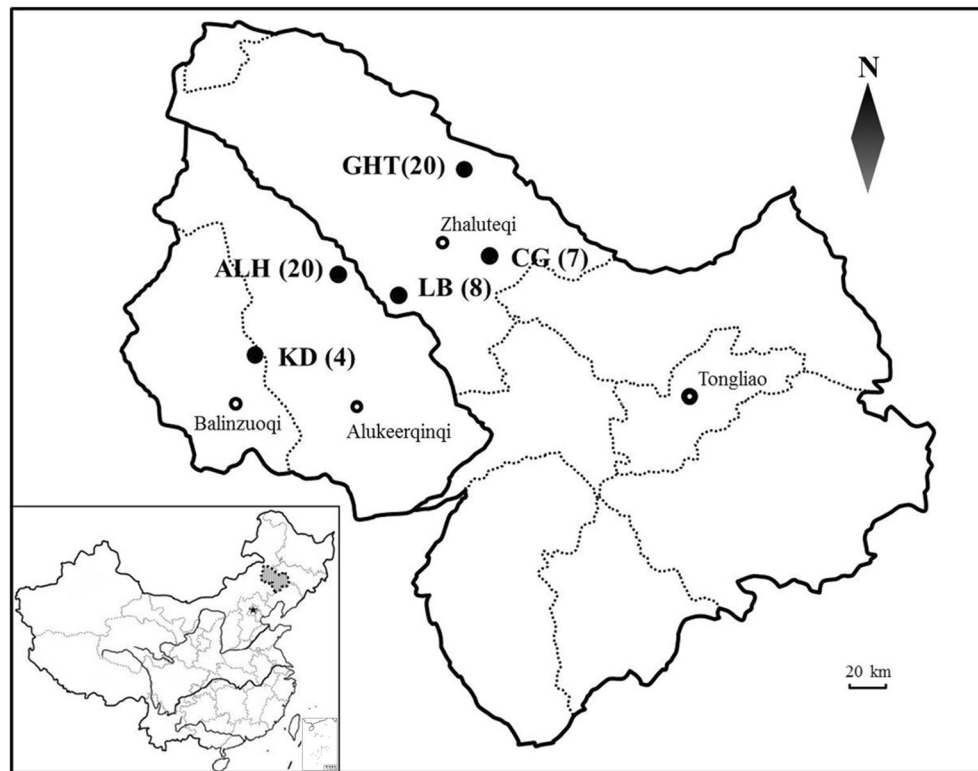 N
GHT(20)
Zhaluteqi
CG (7)
ALH (20)
LB (8)
KD (4)
Tongliao
Balinzuoqi
Alukeerqinqi
20 km